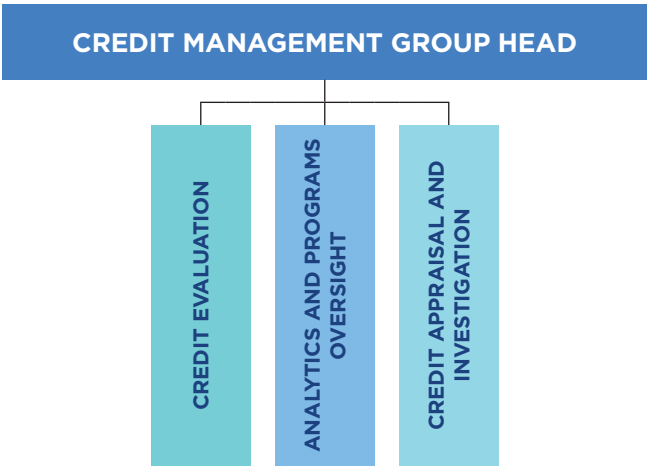 CREDIT MANAGEMENT GROUP HEAD
CREDIT EVALUATION
ANALYTICS AND PROGRAMS
OVERSIGHT
CREDIT APPRAISAL AND
INVESTIGATION